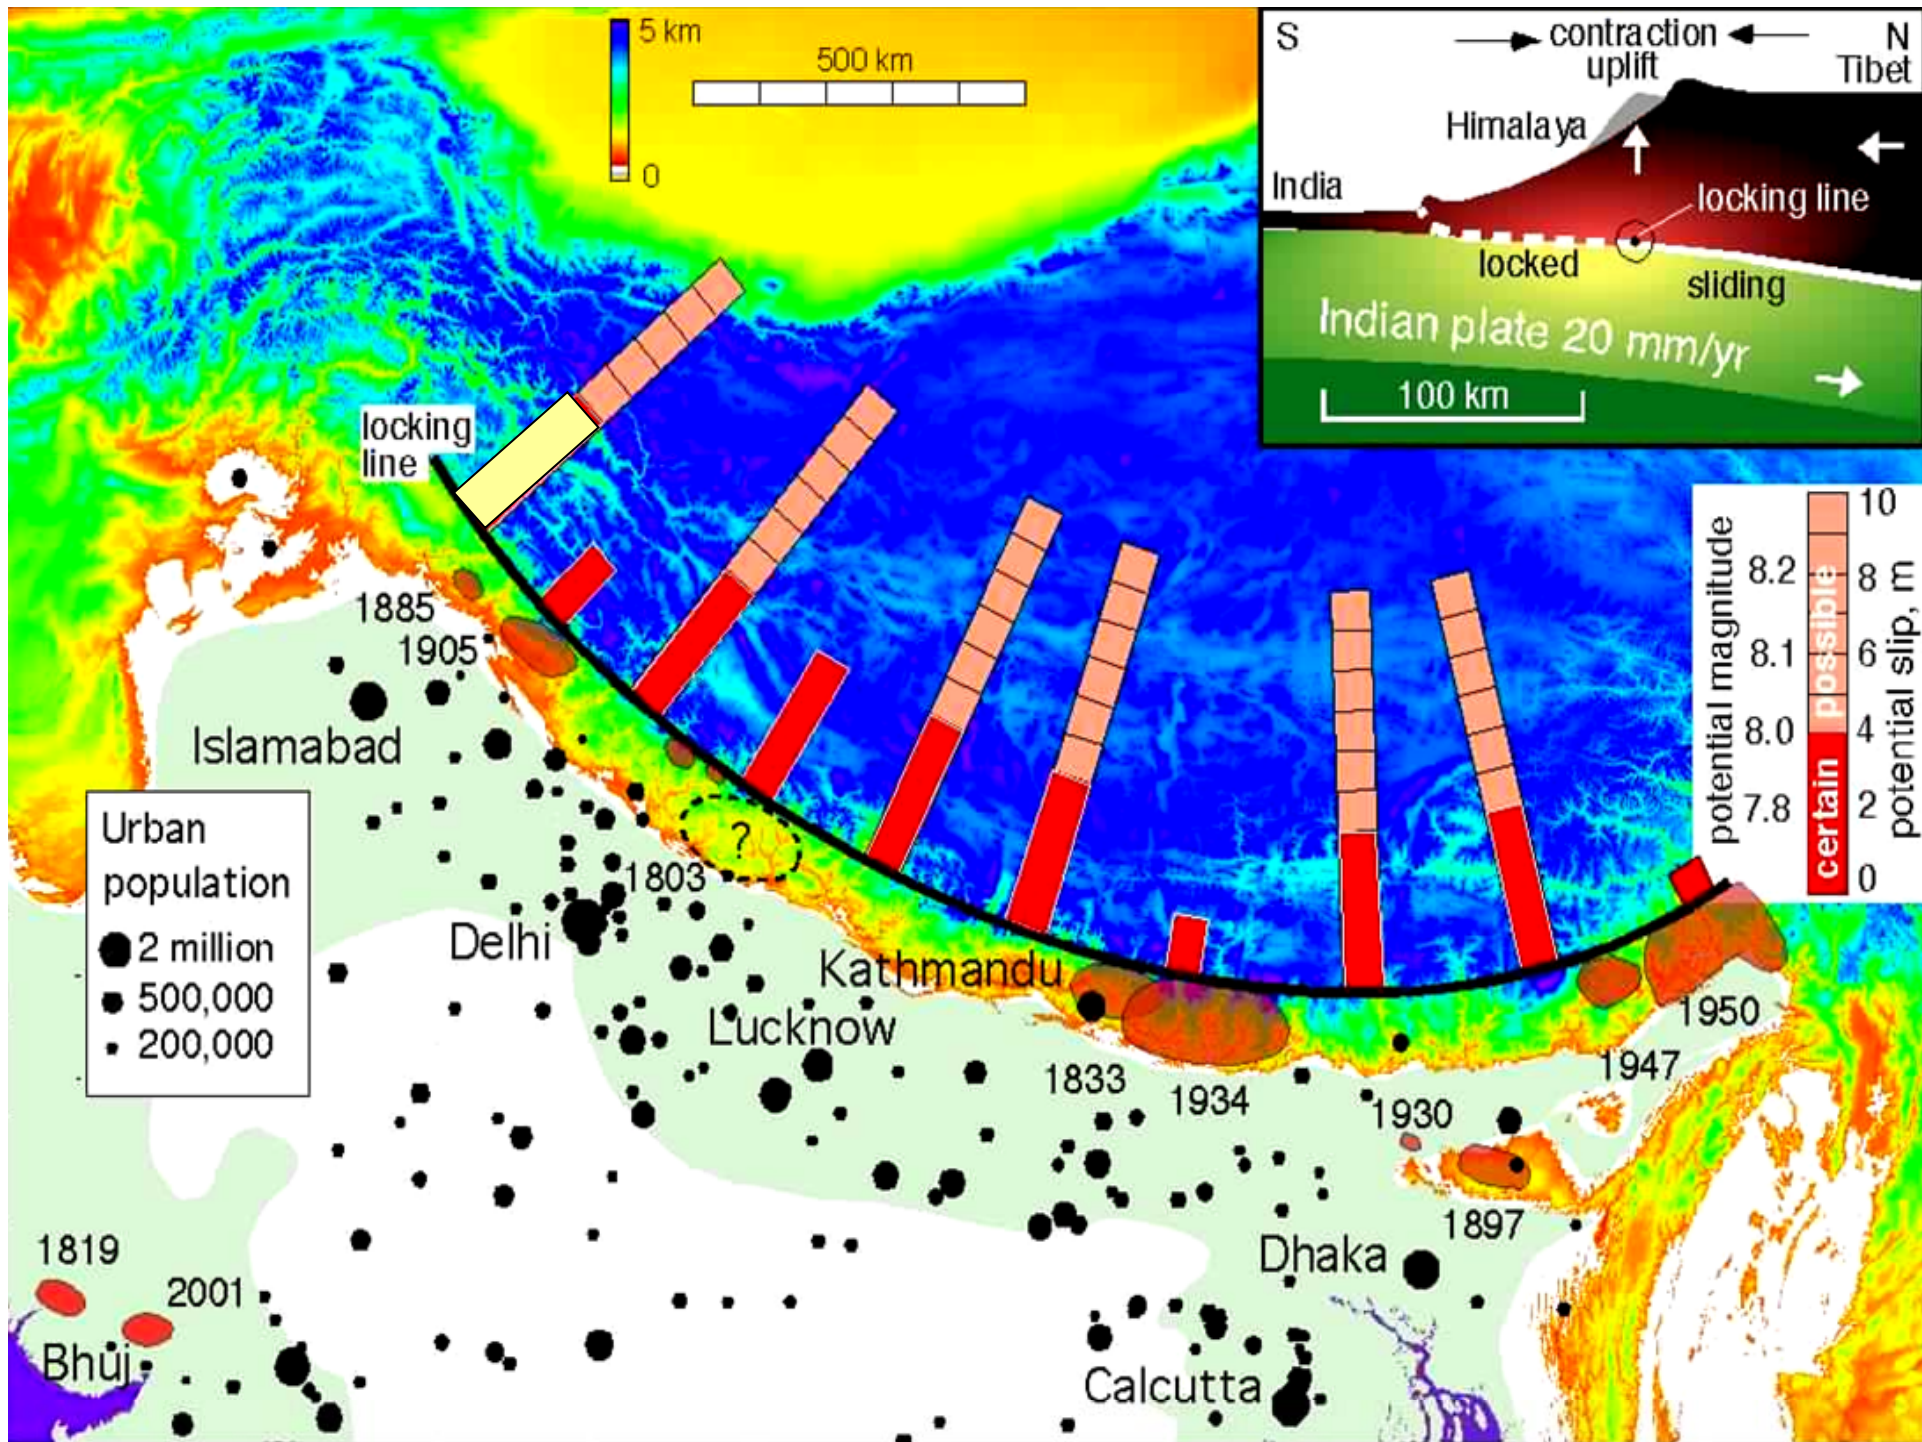 5 km
0
500 km
S
contraction
uplift
N
Tibet
Himalaya
India
locking line
locked
sliding
Indian plate 20 mm/yr
100 km
locking
line
potential magnitude
8.2
8.1
8.0
7.8
certain
possible
10
8
6
4
2
0
potential slip, m
1885
1905
Islamabad
Urban
population
2 million
500,000
200,000
?
1803
Delhi
Kathmandu
Lucknow
1833
1934
1930
1947
1950
1897
Dhaka
Calcutta
1819
2001
Bhuj